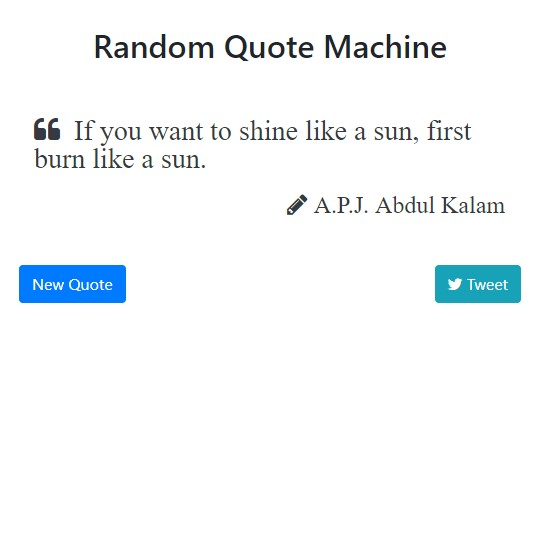 Random Quote Machine
If you want to shine like a sun, first
burn like a sun.
A.P.J. Abdul Kalam
New Quote
Tweet